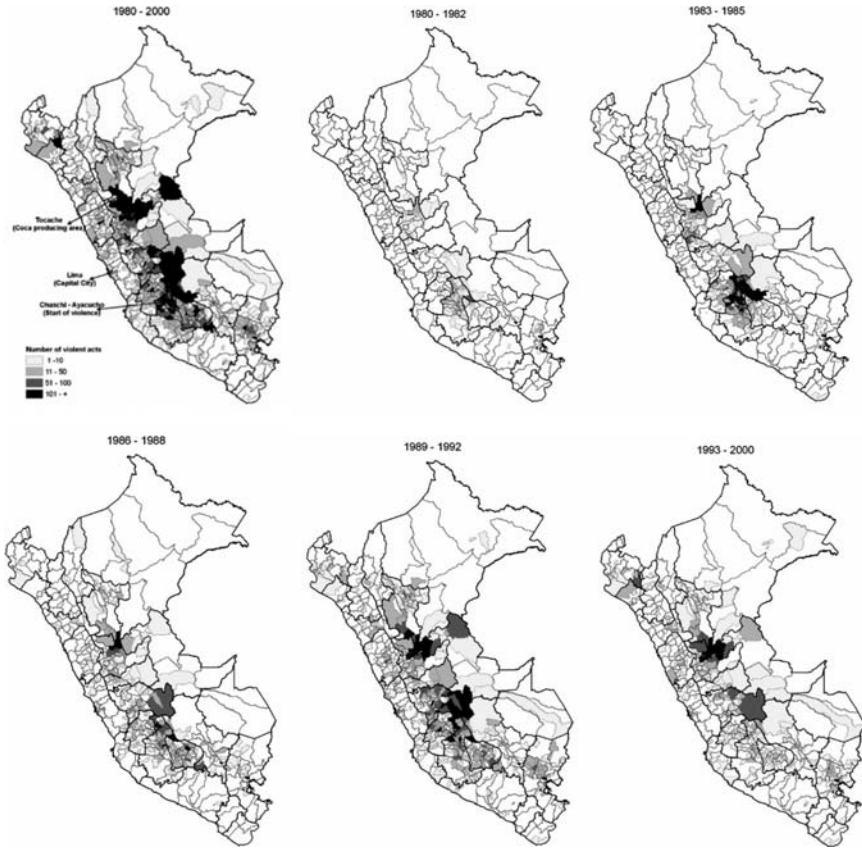 1980 - 2000
1980 - 1982
1983 - 1985
Tocache
(Coca producing area)
Lima
(Capital City)
Chuschi - Ayacucho
(Start of violence)
Number of violent acts
1 -10
11 - 50
51 - 100
101 - +
1986 - 1988
1989 - 1992
1993 - 2000